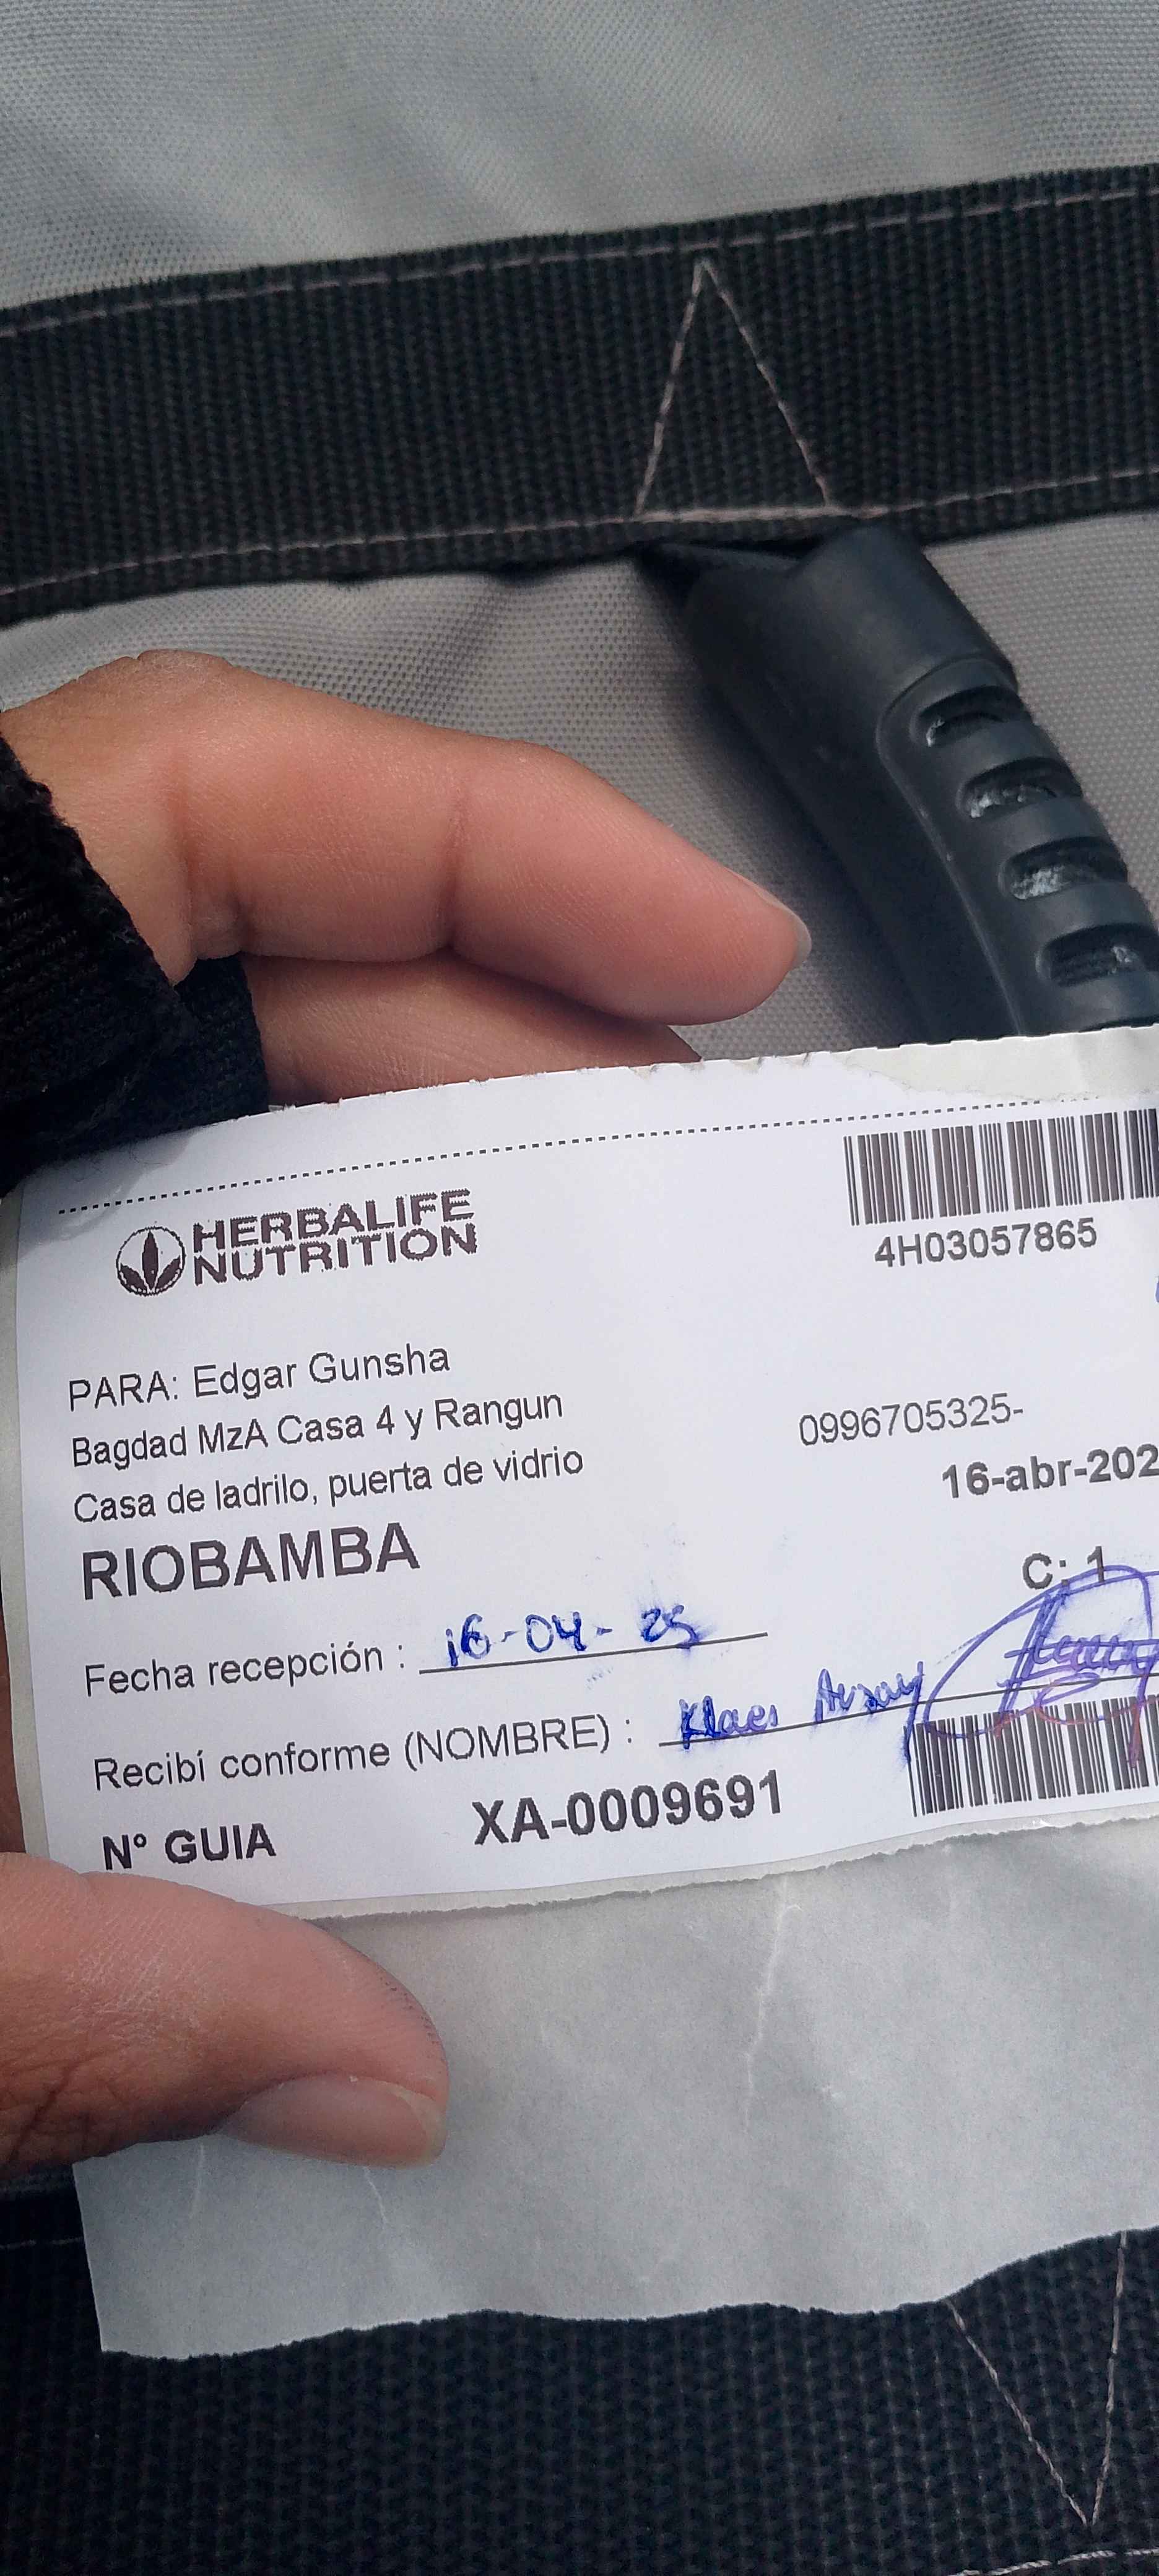 HERBALIFE
NUTRITION
4H03057865
PARA: Edgar Gunsha
Bagdad MzA Casa 4 y Rangun
0996705325-
Casa de ladrilo, puerta de vidrio
16-abr-202
RIOBAMBA
C: 1
Fecha recepción : 16-04-25
Recibí conforme (NOMBRE) :
Nº GUIA XA-0009691